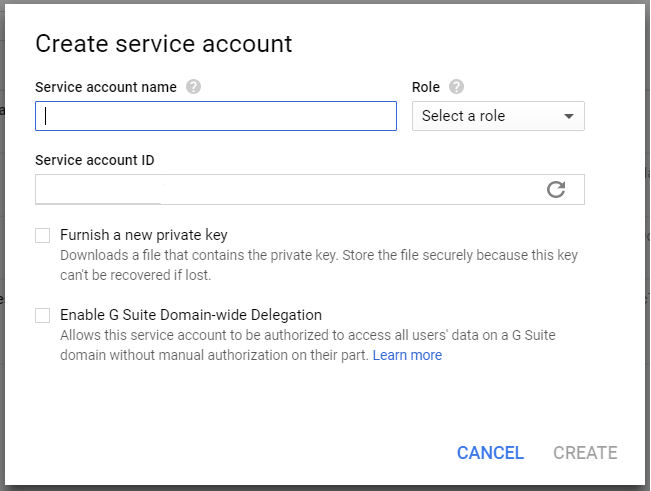 Create service account
Service account name ? Role ?
Select a role
Service account ID
Furnish a new private key
Downloads a file that contains the private key. Store the file securely because this key
can't be recovered if lost.
Enable G Suite Domain-wide Delegation
Allows this service account to be authorized to access all users' data on a G Suite
domain without manual authorization on their part. Learn more
CANCEL CREATE